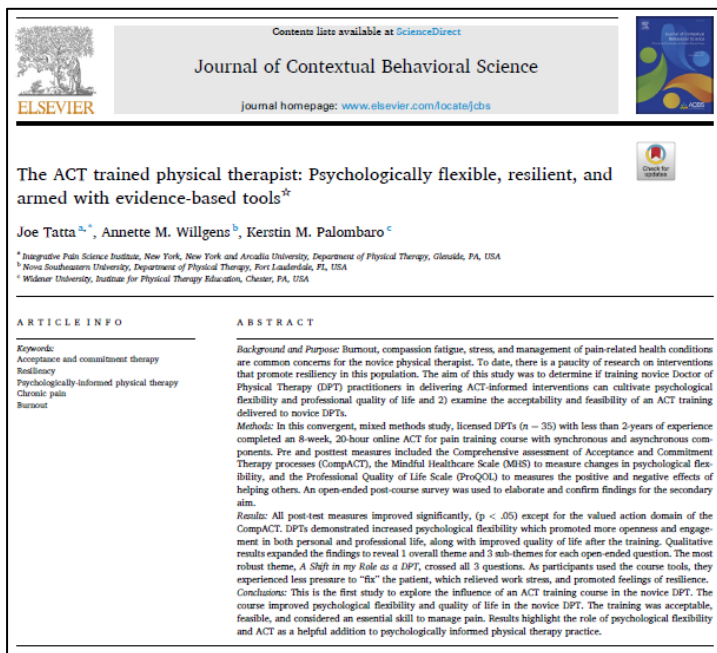 Contents lists available at ScienceDirect
Journal of Contextual Behavioral Science
journal homepage: www.elsevier.com/locate/jcbs
ELSEVIER
Check for
updates
The ACT trained physical therapist: Psychologically flexible, resilient, and
armed with evidence-based tools☆
Joe Tatta a,*, Annette M. Willgens b, Kerstin M. Palombaro c
a Integrative Pain Science Institute, New York, New York and Arcadia University, Department of Physical Therapy, Glenside, PA, USA
b Nova Southeastern University, Department of Physical Therapy, Fort Lauderdale, FL, USA
c Widener University, Institute for Physical Therapy Education, Chester, PA, USA
ARTICLE INFO
Keywords:
Acceptance and commitment therapy
Resiliency
Psychologically-informed physical therapy
Chronic pain
Burnout
ABSTRACT
Background and Purpose: Burnout, compassion fatigue, stress, and management of pain-related health conditions
are common concerns for the novice physical therapist. To date, there is a paucity of research on interventions
that promote resiliency in this population. The aim of this study was to determine if training novice Doctor of
Physical Therapy (DPT) practitioners in delivering ACT-informed interventions can cultivate psychological
flexibility and professional quality of life and 2) examine the acceptability and feasibility of an ACT training
delivered to novice DPTs.
Methods: In this convergent, mixed methods study, licensed DPTs (n = 35) with less than 2-years of experience
completed an 8-week, 20-hour online ACT for pain training course with synchronous and asynchronous com-
ponents. Pre and posttest measures included the Comprehensive assessment of Acceptance and Commitment
Therapy processes (CompACT), the Mindful Healthcare Scale (MHS) to measure changes in psychological flex-
ibility, and the Professional Quality of Life Scale (ProQOL) to measures the positive and negative effects of
helping others. An open-ended post-course survey was used to elaborate and confirm findings for the secondary
aim.
Results: All post-test measures improved significantly, (p < .05) except for the valued action domain of the
CompACT. DPTs demonstrated increased psychological flexibility which promoted more openness and engage-
ment in both personal and professional life, along with improved quality of life after the training. Qualitative
results expanded the findings to reveal 1 overall theme and 3 sub-themes for each open-ended question. The most
robust theme, A Shift in my Role as a DPT, crossed all 3 questions. As participants used the course tools, they
experienced less pressure to "fix" the patient, which relieved work stress, and promoted feelings of resilience.
Conclusions: This is the first study to explore the influence of an ACT training course in the novice DPT. The
course improved psychological flexibility and quality of life in the novice DPT. The training was acceptable,
feasible, and considered an essential skill to manage pain. Results highlight the role of psychological flexibility
and ACT as a helpful addition to psychologically informed physical therapy practice.